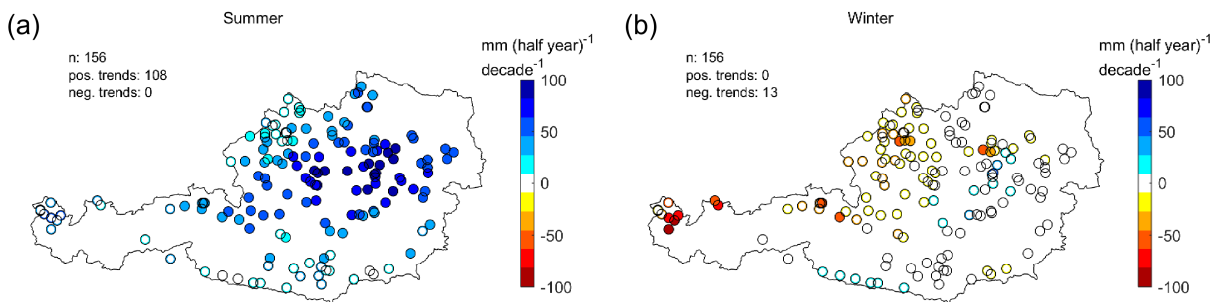 (a)
Summer
n: 156
pos. trends: 108
neg. trends: 0
mm (half year)-1
decade-1
100
50
0
-50
-100
(b)
Winter
n: 156
pos. trends: 0
neg. trends: 13
mm (half year)-1
decade-1
100
50
0
-50
-100